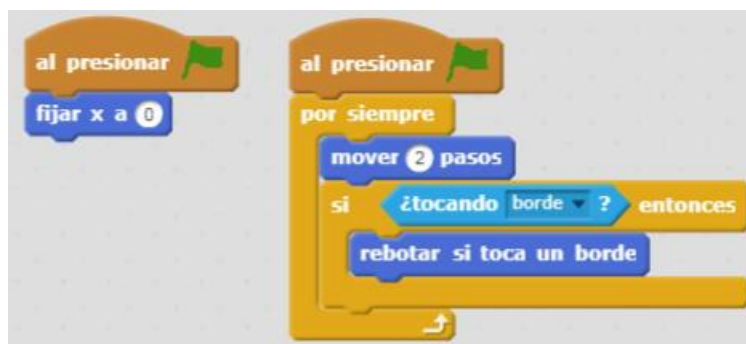 al presionar
fijar x a 0
al presionar
por siempre
mover 2 pasos
si ¿tocando borde ? entonces
rebotar si toca un borde